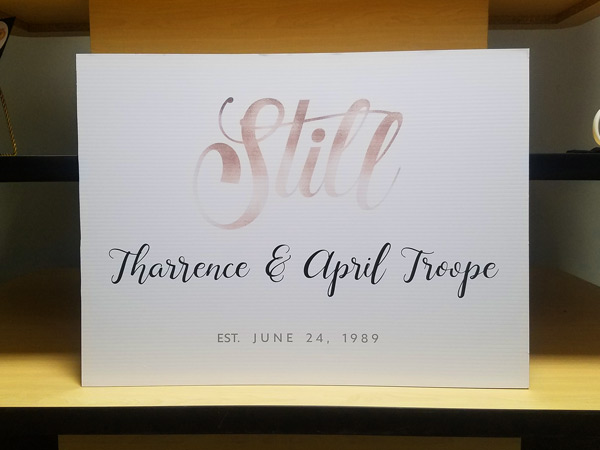 Still
Tharrence & April Troope
EST. JUNE 24, 1989